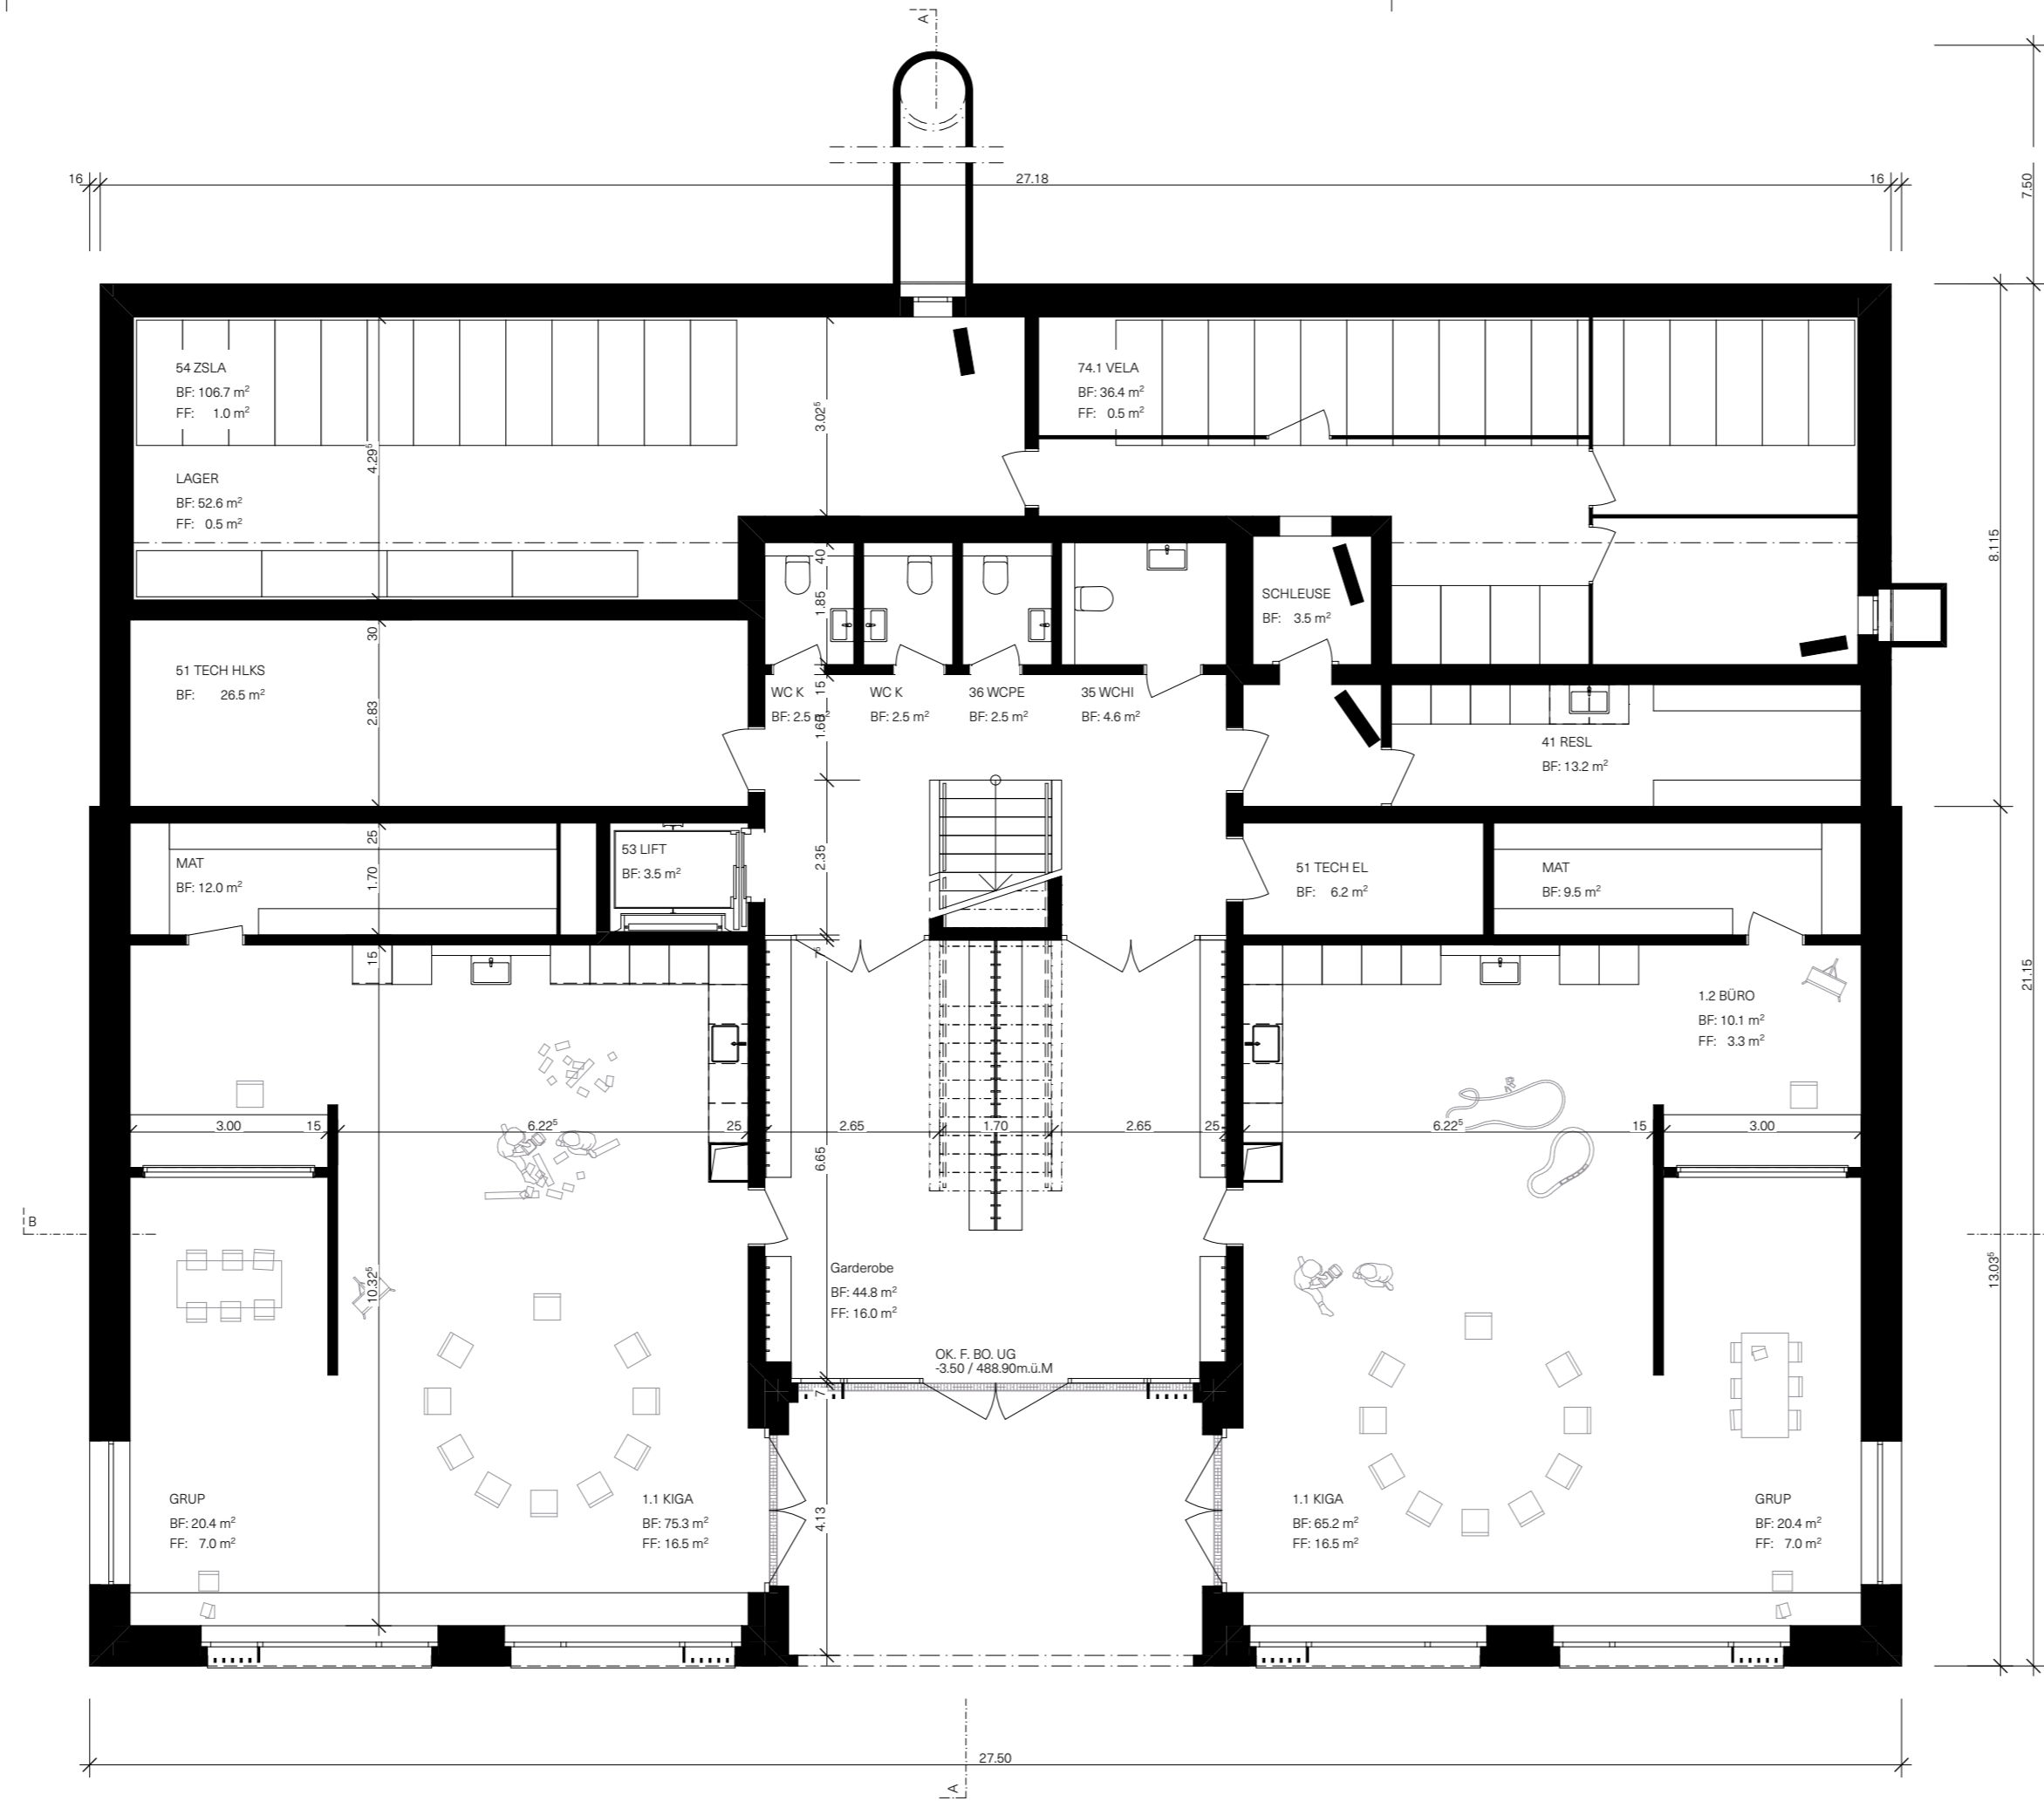 A
16
27.18
16
7.50
54 ZSLA
BF: 106.7 m²
FF: 1.0 m²
74.1 VELA
BF: 36.4 m²
FF: 0.5 m²
3.02⁵
4.29⁵
LAGER
BF: 52.6 m²
FF: 0.5 m²
8.115
40
1.85
SCHLEUSE
BF: 3.5 m²
30
51 TECH HLKS
BF: 26.5 m²
2.83
15
WC K
BF: 2.5 m²
WC K
BF: 2.5 m²
36 WCPE
BF: 2.5 m²
35 WCHI
BF: 4.6 m²
41 RESL
BF: 13.2 m²
25
MAT
BF: 12.0 m²
1.70
53 LIFT
BF: 3.5 m²
2.35
51 TECH EL
BF: 6.2 m²
MAT
BF: 9.5 m²
15
7⁵
21.15
1.2 BÜRO
BF: 10.1 m²
FF: 3.3 m²
3.00
15
6.22⁵
25
2.65
1.70
2.65
25
6.22⁵
15
3.00
6.65
B
10.32⁵
13.03⁵
Garderobe
BF: 44.8 m²
FF: 16.0 m²
OK. F. BO. UG
-3.50 / 488.90m.ü.M
7
4.13
GRUP
BF: 20.4 m²
FF: 7.0 m²
1.1 KIGA
BF: 75.3 m²
FF: 16.5 m²
1.1 KIGA
BF: 65.2 m²
FF: 16.5 m²
GRUP
BF: 20.4 m²
FF: 7.0 m²
27.50
A